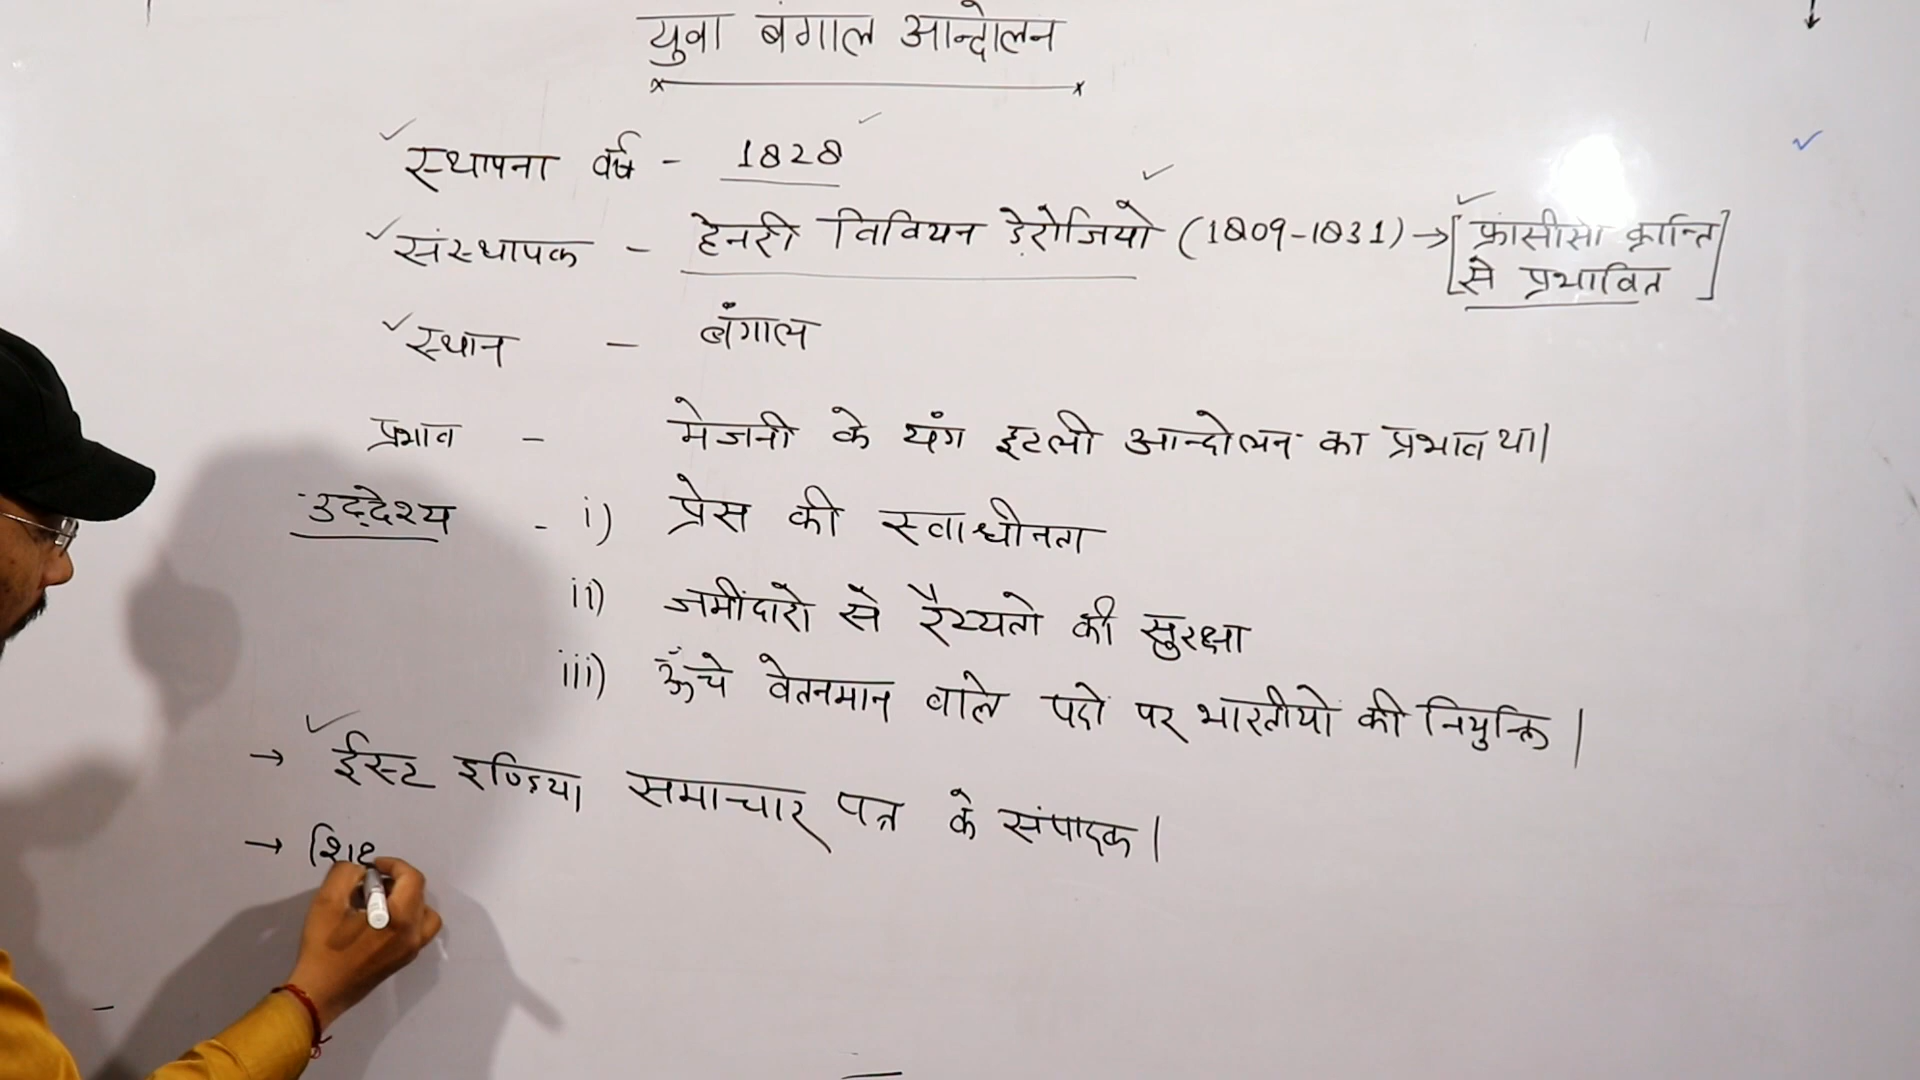 युवा बंगाल आन्दोलन
स्थापना वर्ष - 1828
संस्थापक - हेनरी विवियन डेरोजियो (1809-1831) → [फ्रांसीसी क्रान्ति
से प्रभावित]
स्थान - बंगाल
प्रभाव - मेजनी के यंग इटली आन्दोलन का प्रभाव था।
उद्देश्य - i) प्रेस की स्वाधीनता
ii) जमींदारो से रैय्यतो की सुरक्षा
iii) ऊँचे वेतनमान वाले पदो पर भारतीयो की नियुक्ति।
→ ईस्ट इण्डिया समाचार पत्र के संपादक।
→